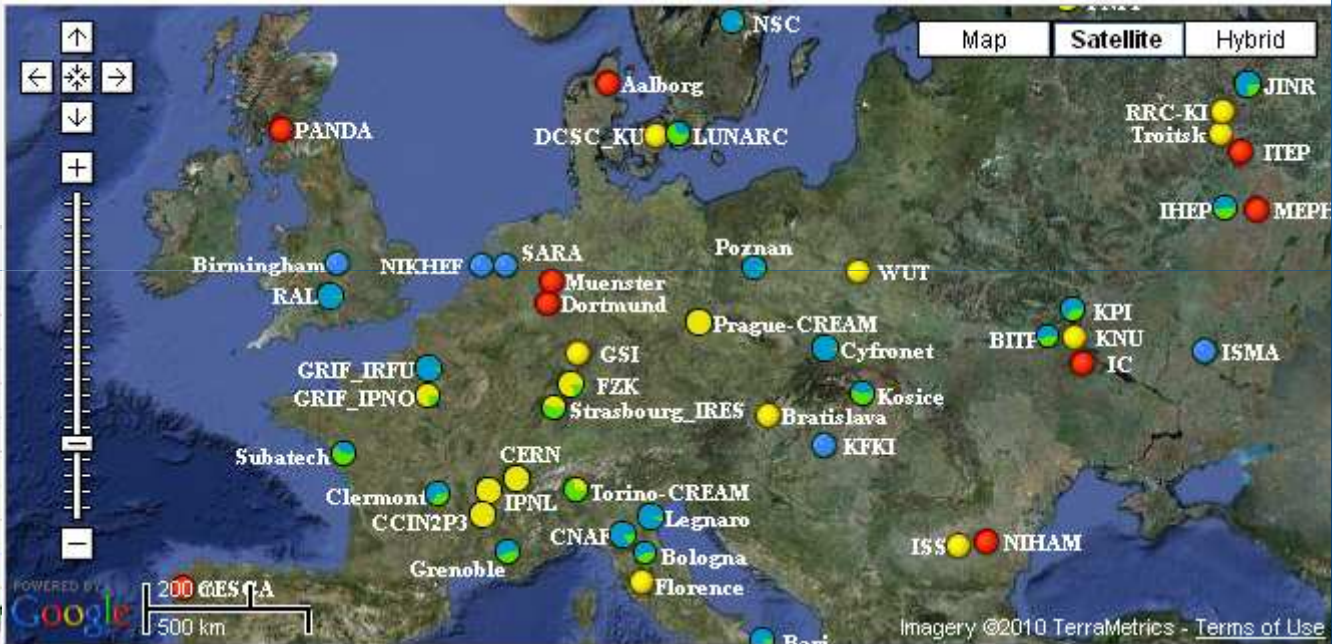 NSC
Map
Satellite
Hybrid
Aalborg
JINR
RRC-KI
PANDA
DCSC_KU
LUNARC
Troitsk
ITEP
IHEP
MEPH
Birmingham
NIKHEF
SARA
Poznan
WUT
Muenster
RAL
Dortmund
Prague-CREAM
KPI
BITP
KNU
Cyfronet
ISMA
IC
GSI
GRIF_IRFU
FZK
GRIF_IPNO
Kosice
Strasbourg_IRES
Bratislava
KFKI
Subatech
CERN
Clermont
IPNL
Torino-CREAM
CCIN2P3
Legnaro
CNAF
ISS
NIHAM
Bologna
Grenoble
Florence
POWERED BY
Google
200
CESGA
500 km
Bari
Imagery ©2010 TerraMetrics - Terms of Use